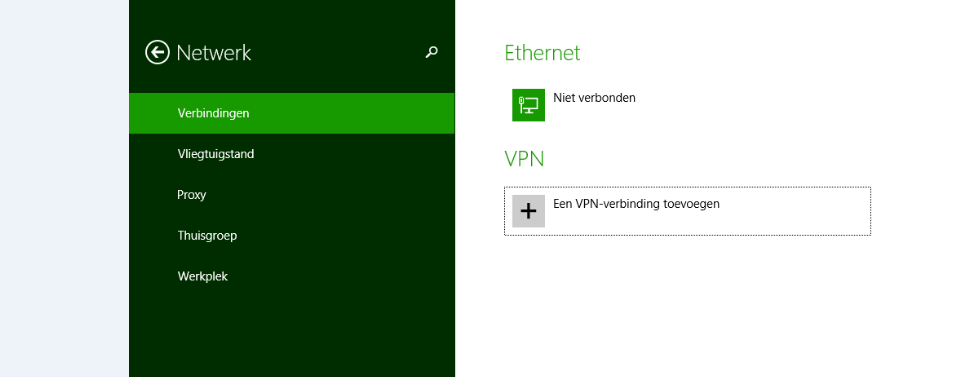 Netwerk
Verbindingen
Vliegtuigstand
Proxy
Thuisgroep
Werkplek
Ethernet
Niet verbonden
VPN
Een VPN-verbinding toevoegen